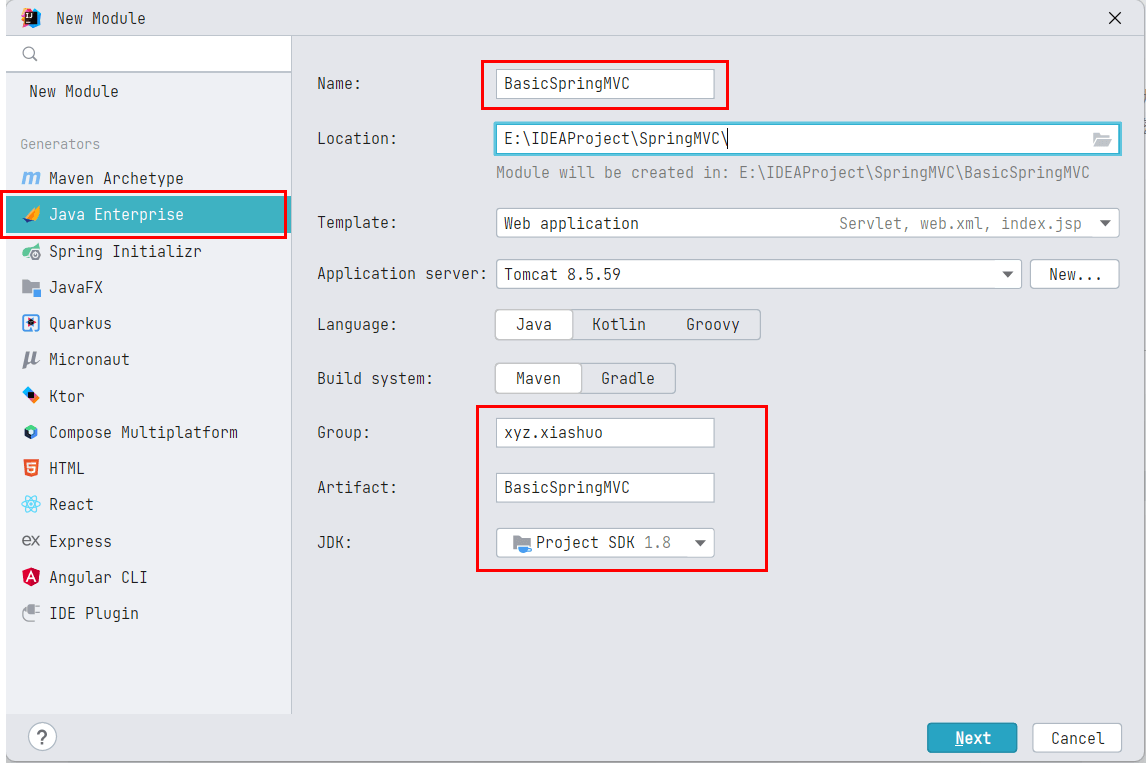 New Module
New Module
Generators
Maven Archetype
Java Enterprise
Spring Initializr
JavaFX
Quarkus
Micronaut
Ktor
Compose Multiplatform
HTML
React
Express
Angular CLI
IDE Plugin
Name: BasicSpringMVC
Location: E:\IDEAProject\SpringMVC\
Module will be created in: E:\IDEAProject\SpringMVC\BasicSpringMVC
Template: Web application Servlet, web.xml, index.jsp
Application server: Tomcat 8.5.59 New...
Language: Java Kotlin Groovy
Build system: Maven Gradle
Group: xyz.xiashuo
Artifact: BasicSpringMVC
JDK: Project SDK 1.8
? Next Cancel